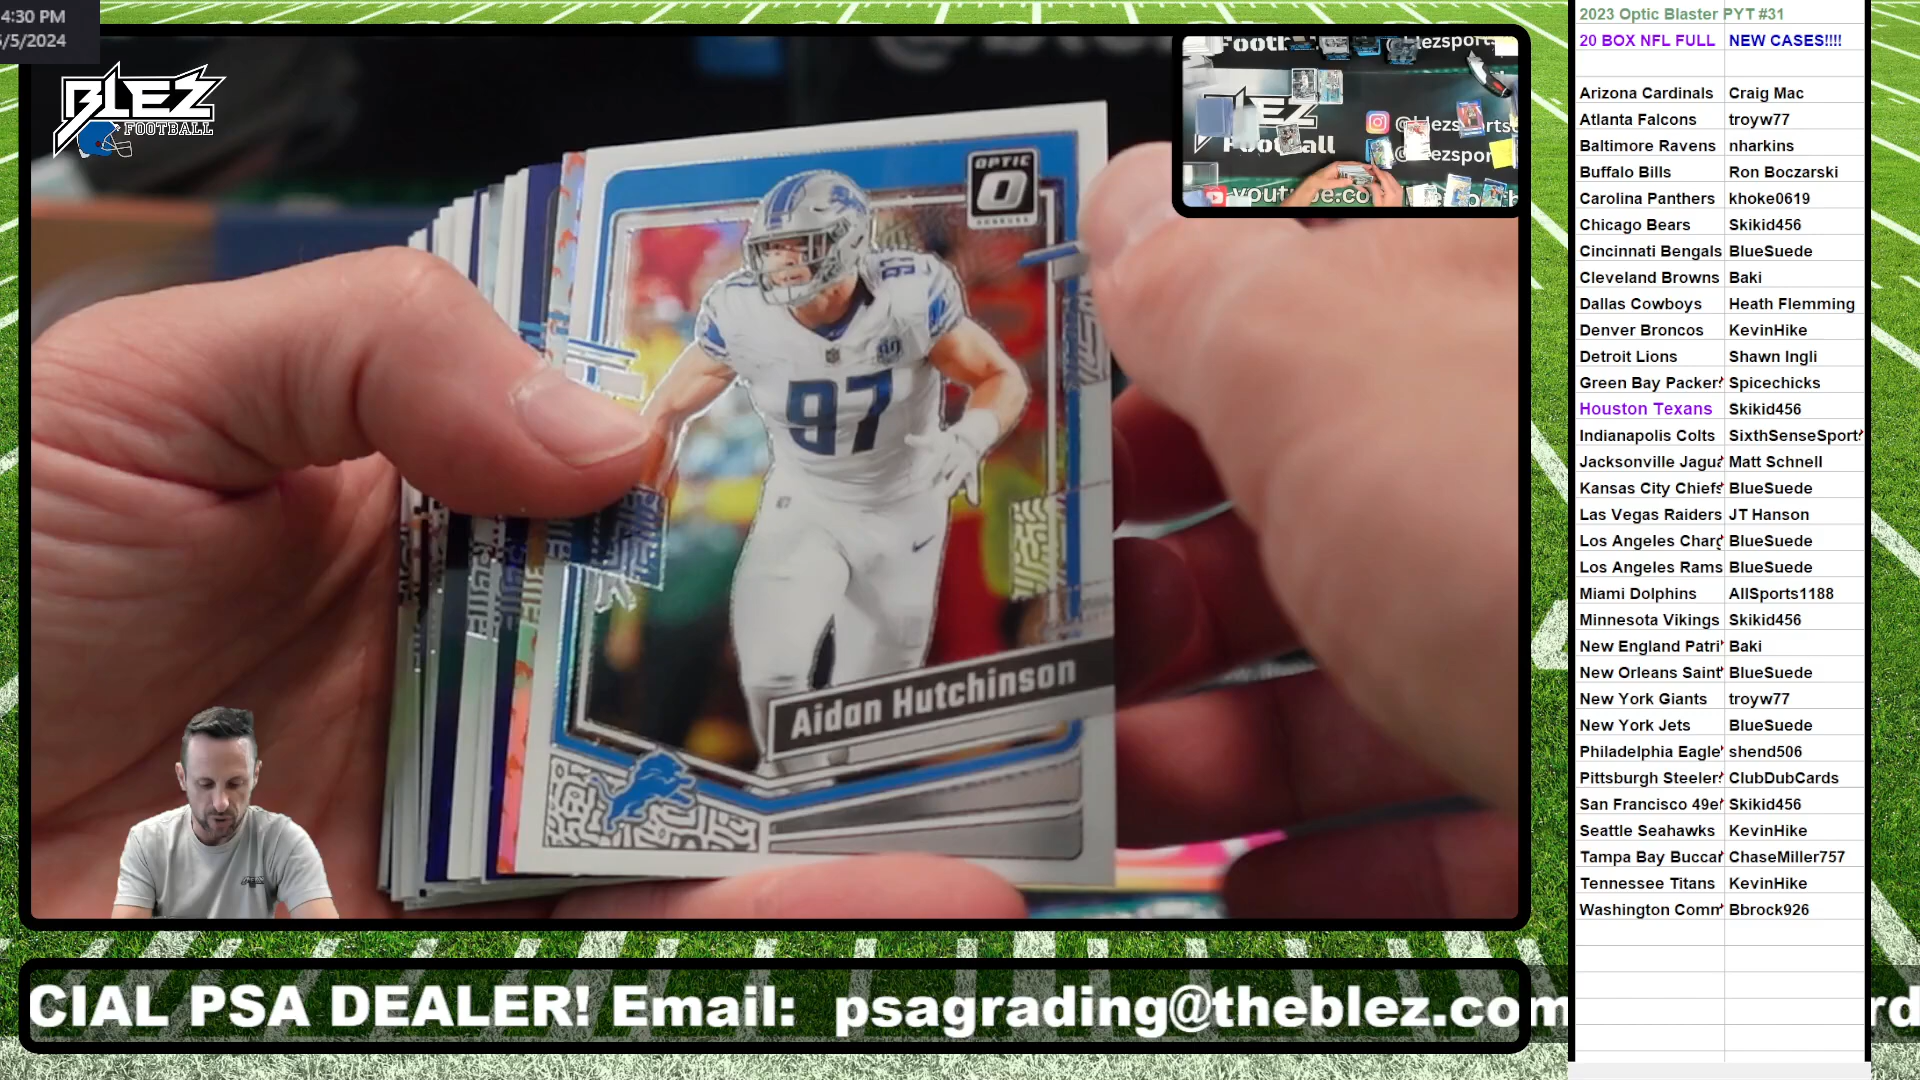 4:30 PM
/5/2024
BLEZ
FOOTBALL
OPTIC
97
97
Aidan Hutchinson
BLEZ
Football
youtube.co
2023 Optic Blaster PYT #31
20 BOX NFL FULL NEW CASES!!!!
Arizona Cardinals Craig Mac
Atlanta Falcons troyw77
Baltimore Ravens nharkins
Buffalo Bills Ron Boczarski
Carolina Panthers khoke0619
Chicago Bears Skikid456
Cincinnati Bengals BlueSuede
Cleveland Browns Baki
Dallas Cowboys Heath Flemming
Denver Broncos KevinHike
Detroit Lions Shawn Ingli
Green Bay Packer Spicechicks
Houston Texans Skikid456
Indianapolis Colts SixthSenseSport
Jacksonville Jagua Matt Schnell
Kansas City Chiefs BlueSuede
Las Vegas Raiders JT Hanson
Los Angeles Charg BlueSuede
Los Angeles Rams BlueSuede
Miami Dolphins AllSports1188
Minnesota Vikings Skikid456
New England Patri Baki
New Orleans Saint BlueSuede
New York Giants troyw77
New York Jets BlueSuede
Philadelphia Eagle shend506
Pittsburgh Steeler ClubDubCards
San Francisco 49e Skikid456
Seattle Seahawks KevinHike
Tampa Bay Buccar ChaseMiller757
Tennessee Titans KevinHike
Washington Comm Bbrock926
CIAL PSA DEALER! Email: psagrading@theblez.com rd